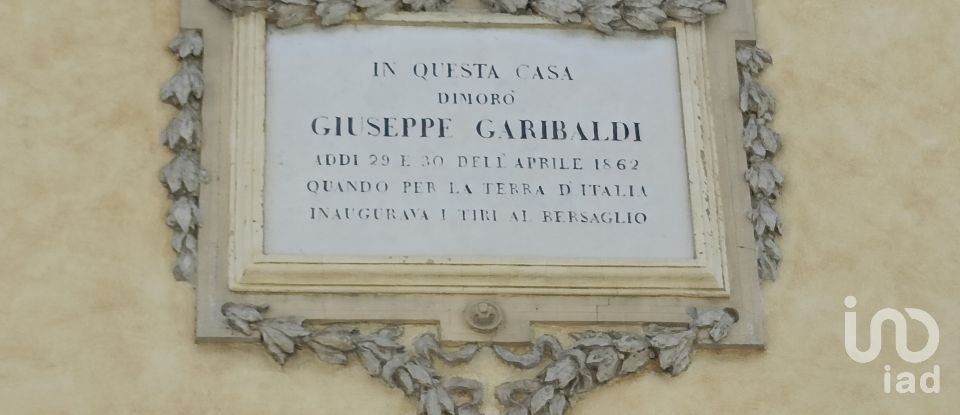 IN QUESTA CASA
DIMORÒ
GIUSEPPE GARIBALDI
ADDI 29 E 30 DELL'APRILE 1862
QUANDO PER LA TERRA D'ITALIA
INAUGURAVA I TIRI AL BERSAGLIO
iad